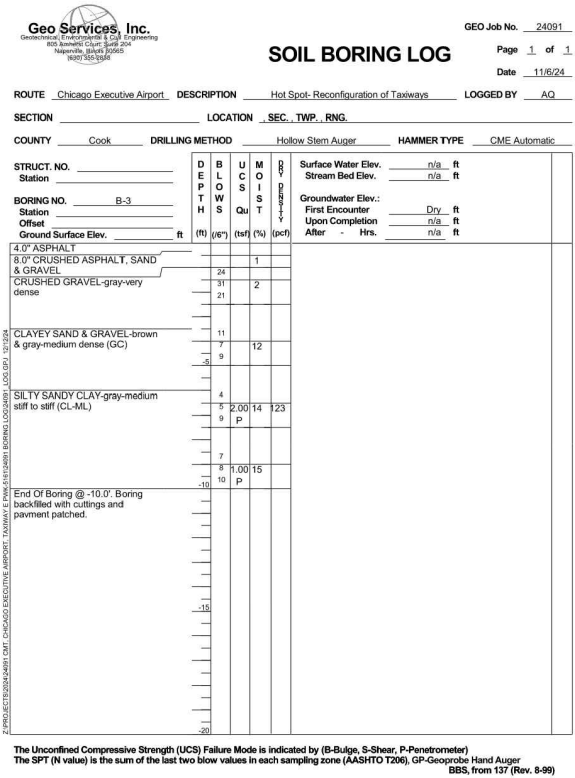 Geo Services, Inc.
Geotechnical, Environmental & Civil Engineering
805 Amherst Court, Suite 204
Naperville, Illinois 60565
(630) 355-2838
SOIL BORING LOG
GEO Job No. 24091
Page 1 of 1
Date 11/6/24
ROUTE Chicago Executive Airport DESCRIPTION Hot Spot- Reconfiguration of Taxiways LOGGED BY AQ
SECTION LOCATION , SEC. , TWP. , RNG.
COUNTY Cook DRILLING METHOD Hollow Stem Auger HAMMER TYPE CME Automatic
STRUCT. NO.
Station
BORING NO. B-3
Station
Offset
Ground Surface Elev. ft
DEPTH (ft)
BLOWS (/6")
UCS Qu (tsf)
MOIST (%)
DRY DENSITY (pcf)
Surface Water Elev. n/a ft
Stream Bed Elev. n/a ft
Groundwater Elev.:
First Encounter Dry ft
Upon Completion n/a ft
After - Hrs. n/a ft
4.0" ASPHALT
8.0" CRUSHED ASPHALT, SAND 1
& GRAVEL 24
CRUSHED GRAVEL-gray-very 31 2
dense 21
CLAYEY SAND & GRAVEL-brown 11
& gray-medium dense (GC) 7 12
-5 9
SILTY SANDY CLAY-gray-medium 4
stiff to stiff (CL-ML) 5 2.00 14 123
9 P
7
8 1.00 15
-10 10 P
End Of Boring @ -10.0'. Boring
backfilled with cuttings and
pavment patched.
-15
-20
Z:\PROJECTS\2024\24091 CMT, CHICAGO EXECUTIVE AIRPORT, TAXIWAY E PWK-5161\24091 BORING LOG\24091_LOG.GPJ 12/12/24
The Unconfined Compressive Strength (UCS) Failure Mode is indicated by (B-Bulge, S-Shear, P-Penetrometer)
The SPT (N value) is the sum of the last two blow values in each sampling zone (AASHTO T206), GP-Geoprobe Hand Auger
BBS, from 137 (Rev. 8-99)